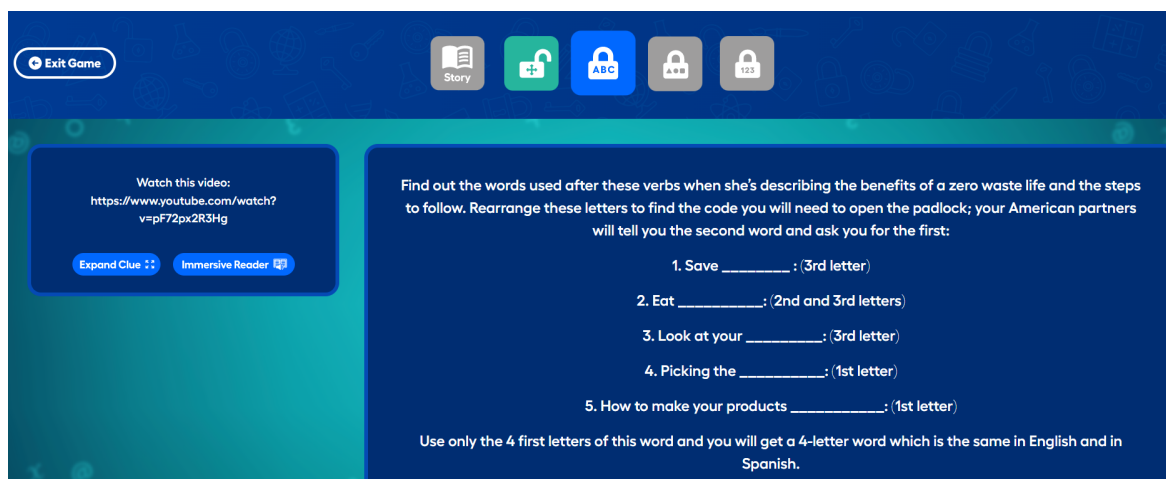 Exit Game
Story
ABC
123
Watch this video:
https://www.youtube.com/watch?
v=pF72px2R3Hg
Expand Clue
Immersive Reader
Find out the words used after these verbs when she's describing the benefits of a zero waste life and the steps
to follow. Rearrange these letters to find the code you will need to open the padlock; your American partners
will tell you the second word and ask you for the first:
1. Save ________ : (3rd letter)
2. Eat __________: (2nd and 3rd letters)
3. Look at your _________: (3rd letter)
4. Picking the __________: (1st letter)
5. How to make your products ___________: (1st letter)
Use only the 4 first letters of this word and you will get a 4-letter word which is the same in English and in
Spanish.